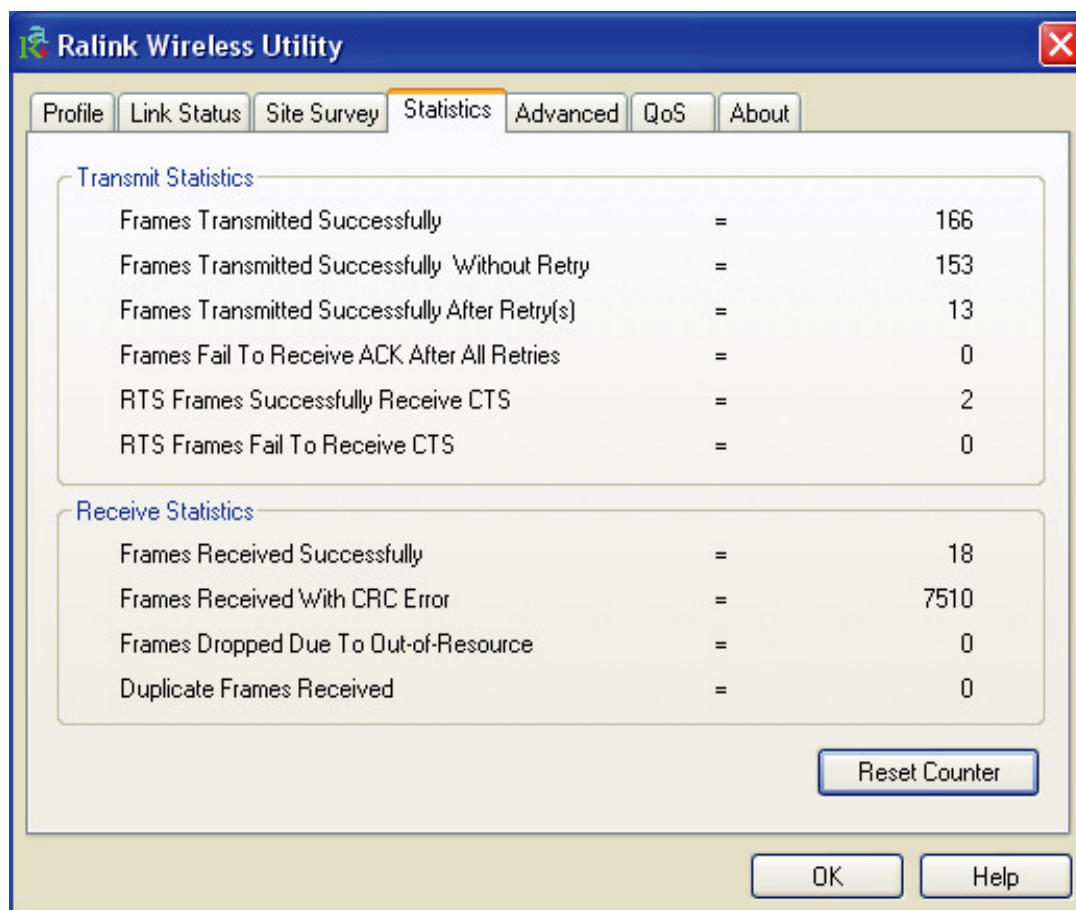 Ralink Wireless Utility
Profile Link Status Site Survey Statistics Advanced QoS About
Transmit Statistics
Frames Transmitted Successfully = 166
Frames Transmitted Successfully Without Retry = 153
Frames Transmitted Successfully After Retry(s) = 13
Frames Fail To Receive ACK After All Retries = 0
RTS Frames Successfully Receive CTS = 2
RTS Frames Fail To Receive CTS = 0
Receive Statistics
Frames Received Successfully = 18
Frames Received With CRC Error = 7510
Frames Dropped Due To Out-of-Resource = 0
Duplicate Frames Received = 0
Reset Counter
OK Help